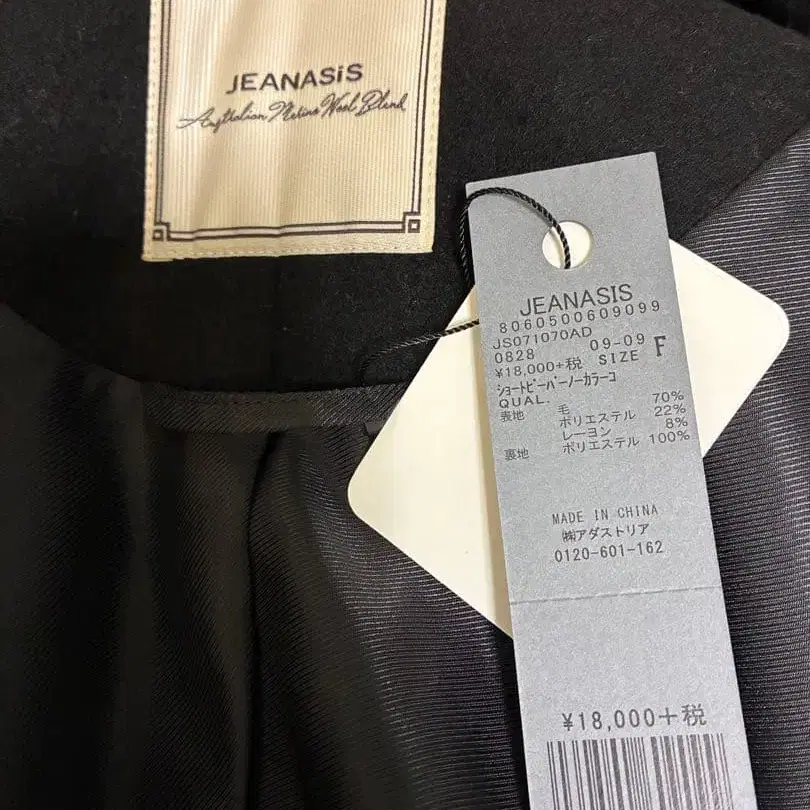 JEANASiS
Australian Merino Wool Blend
JEANASIS
8060500609099
JS071070AD
0828 09-09
¥18,000+税 SIZE F
ショートビーバーノーカラーコ
QUAL.
表地 毛 70%
ポリエステル 22%
レーヨン 8%
裏地 ポリエステル 100%
MADE IN CHINA
㈱アダストリア
0120-601-162
¥18,000+税